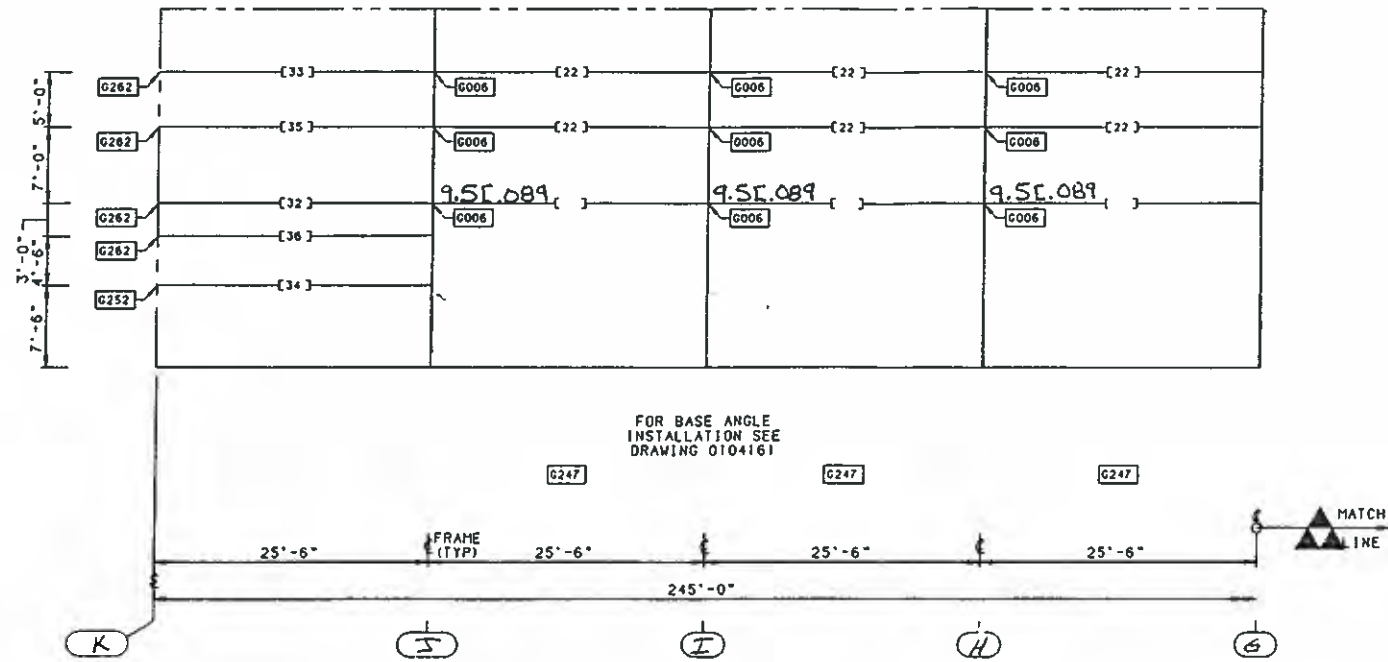 [33] [22] [22] [22]
G262 G006 G006 G006
5'-0"
[35] [22] [22] [22]
G262 G006 0006 G006
7'-0"
9.5[.089 9.5[.089 9.5[.089
[32] [ ] [ ] [ ]
G262 G006 G006 G006
3'-0"
[36]
G262
4'-6"
[34]
G252
7'-6"
FOR BASE ANGLE
INSTALLATION SEE
DRAWING 0104161
G247 G247 G247
MATCH
LINE
FRAME
(TYP)
25'-6" 25'-6" 25'-6" 25'-6"
245'-0"
K J I H G